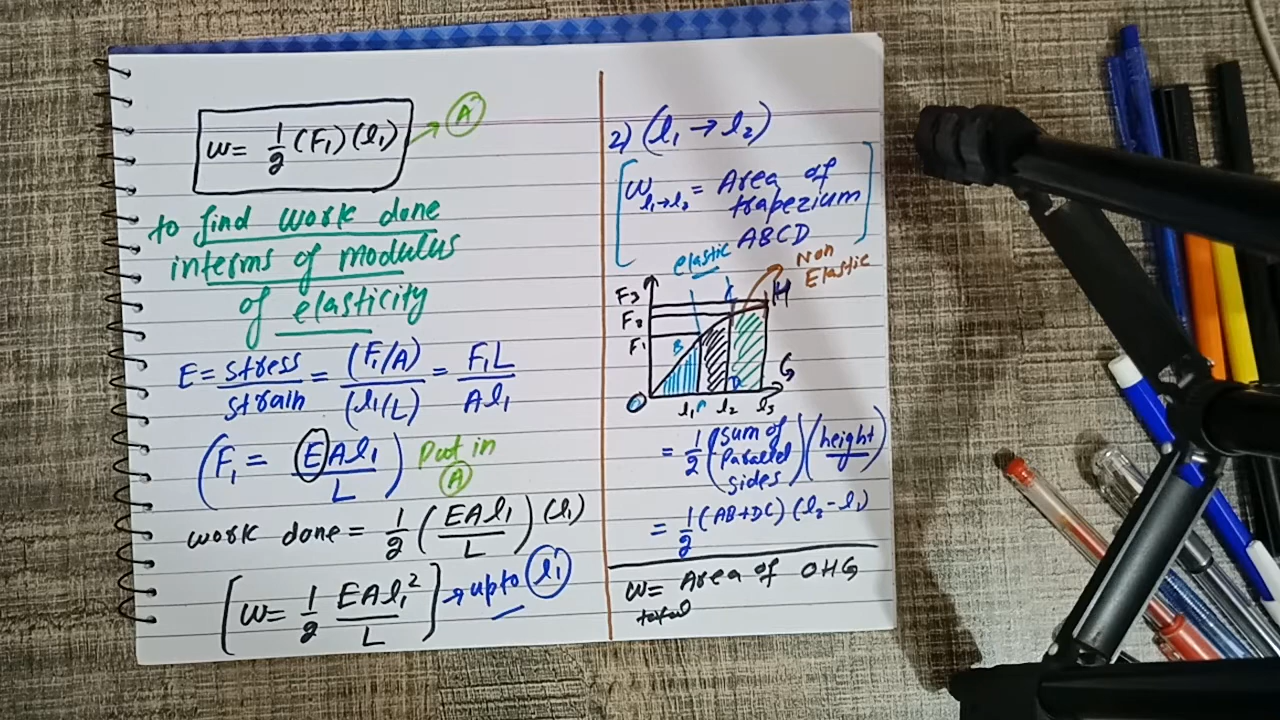 W = 1/2 (F₁) (l₁) → A
to find work done
interms of modulus
of elasticity
E = stress/strain = (F₁/A)/(l₁/L) = F₁L/Al₁
(F₁ = EAl₁/L) Put in A
work done = 1/2 (EAl₁/L) (l₁)
[W = 1/2 EAl₁²/L] → upto l₁
2) (l₁ → l₂)
[W l₁→l₂ = Area of
trapezium
ABCD]
elastic
Non
Elastic
F₃ H
F₂
F₁ B
O l₁ A l₂ D l₃ G
= 1/2 (Sum of Parallel sides) (height)
= 1/2 (AB+DC) (l₂-l₁)
W total = Area of OHG